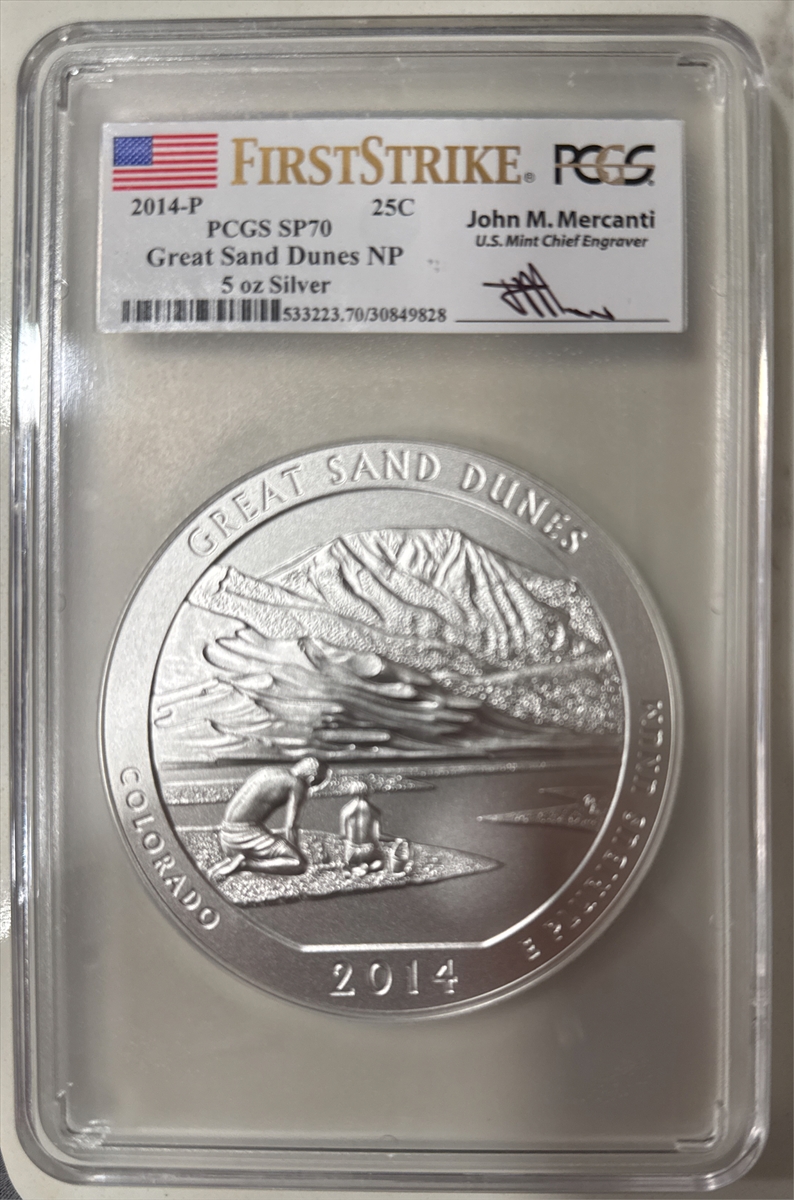 FIRSTSTRIKE® PCGS
2014-P 25C
PCGS SP70
Great Sand Dunes NP
5 oz Silver
533223.70/30849828
John M. Mercanti
U.S. Mint Chief Engraver
GREAT SAND DUNES
COLORADO
E PLURIBUS UNUM
2014